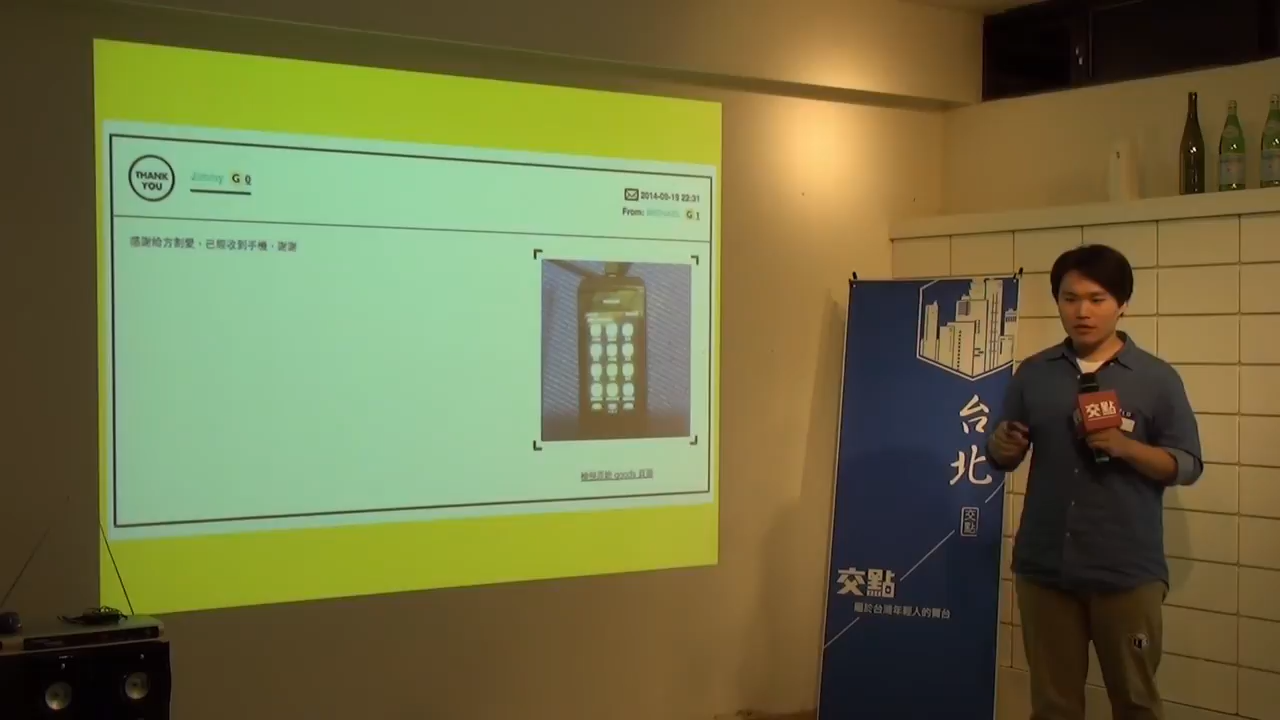 THANK
YOU
Jimmy G 0
2014-05-15 22:31
From: G 1
感謝給方割愛，已經收到手機，謝謝
檢視原始 goods 頁面
台
北
交
點
交點
屬於台灣年輕人的舞台
交點